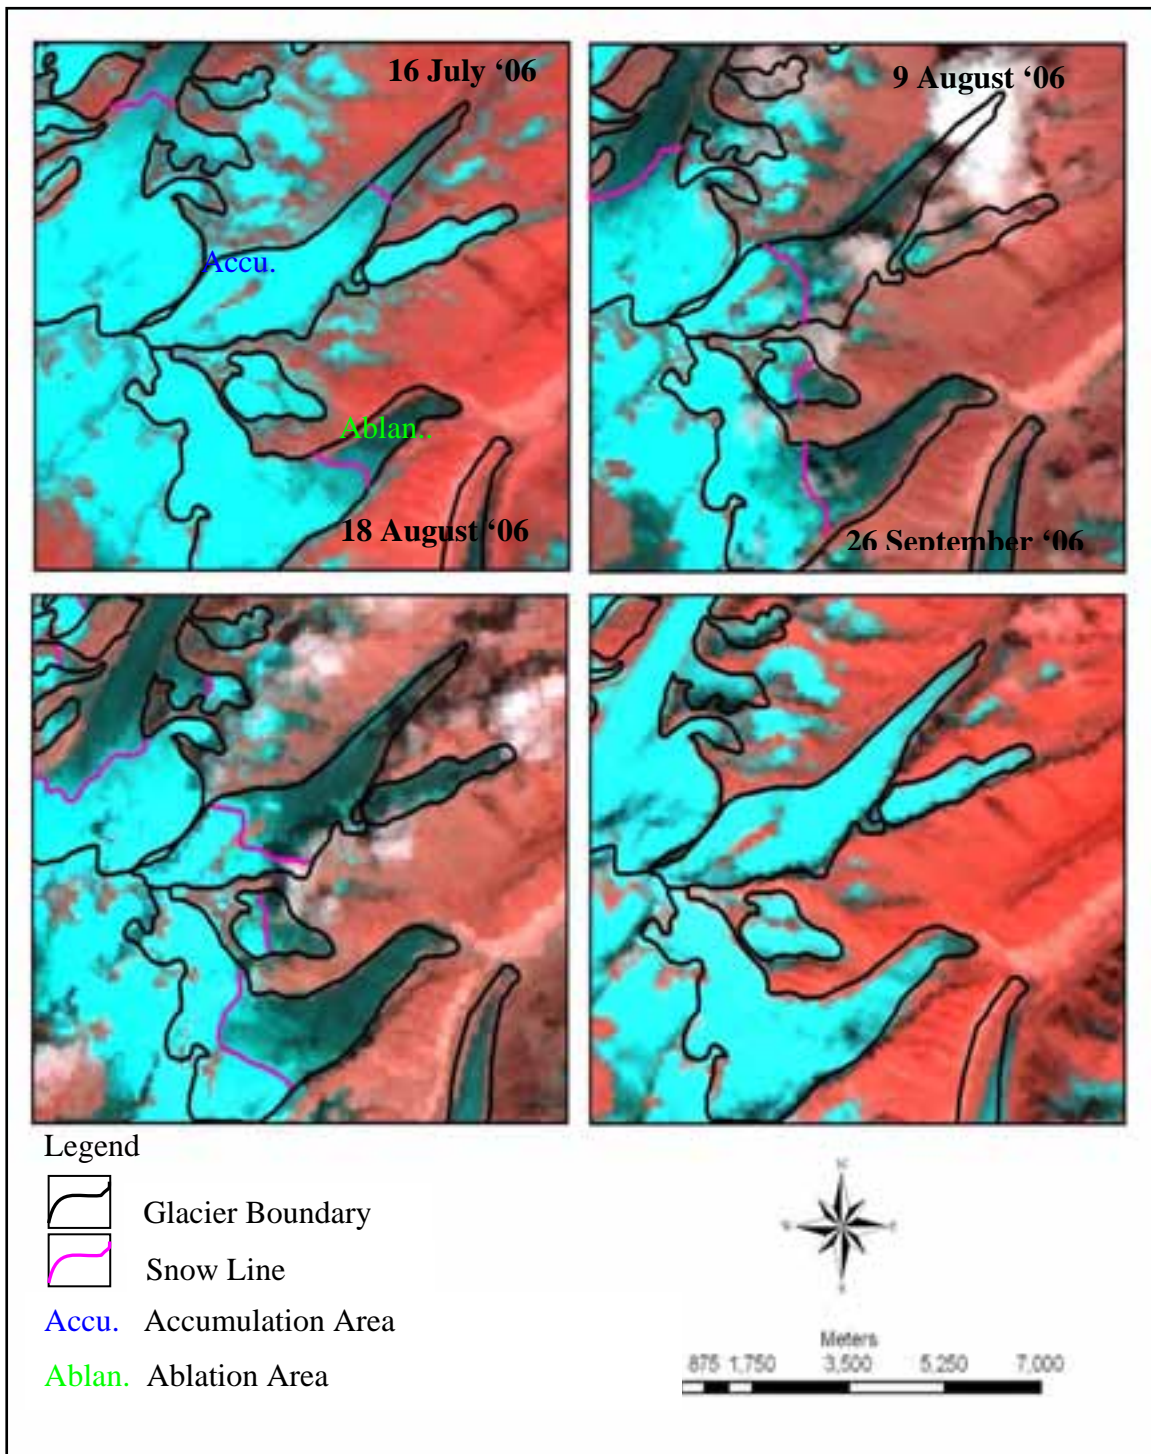 16 July ‘06
9 August ‘06
Accu.
Ablan..
18 August ‘06
26 September ‘06
Legend
Glacier Boundary
Snow Line
Accu. Accumulation Area
Ablan. Ablation Area
N
W E
S
Meters
875 1,750 3,500 5,250 7,000